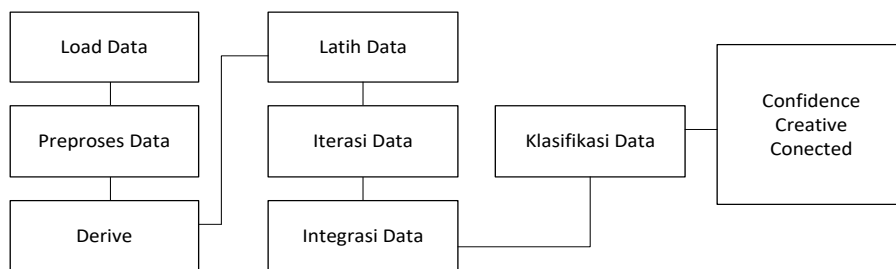 Load Data
Preproses Data
Derive
Latih Data
Iterasi Data
Integrasi Data
Klasifikasi Data
Confidence
Creative
Conected